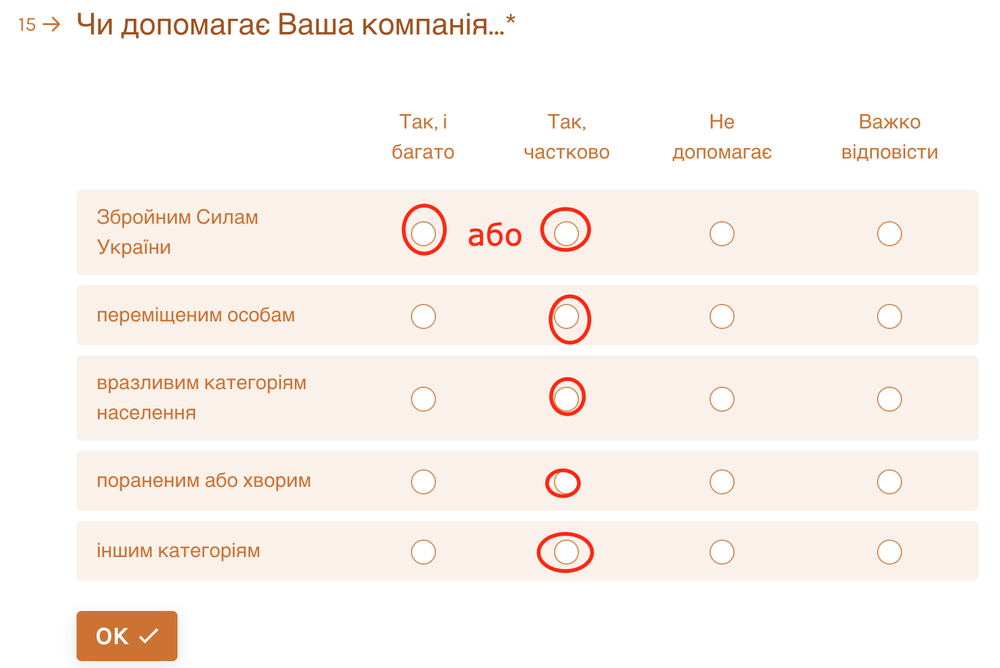 15 → Чи допомагає Ваша компанія...*
Так, і багато
Так, частково
Не допомагає
Важко відповісти
Збройним Силам
України
або
переміщеним особам
вразливим категоріям
населення
пораненим або хворим
іншим категоріям
OK ✓